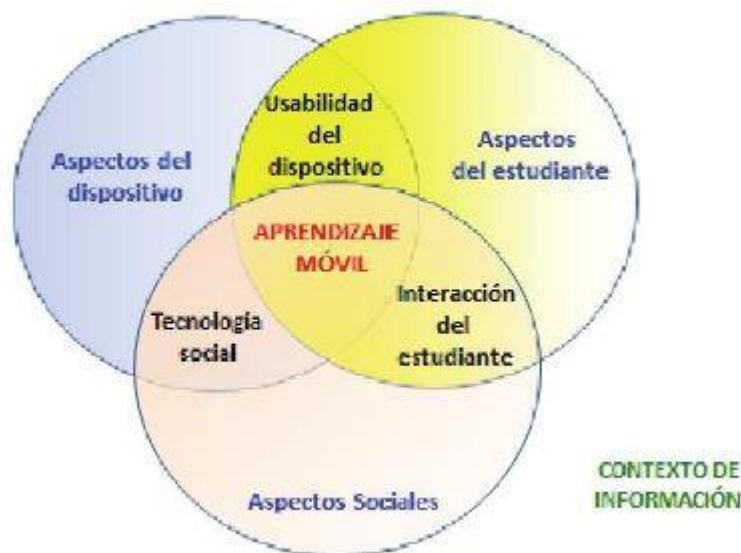 Usabilidad
del
dispositivo
Aspectos del
dispositivo
Aspectos
del estudiante
APRENDIZAJE
MÓVIL
Tecnología
social
Interacción
del
estudiante
Aspectos Sociales
CONTEXTO DE
INFORMACIÓN